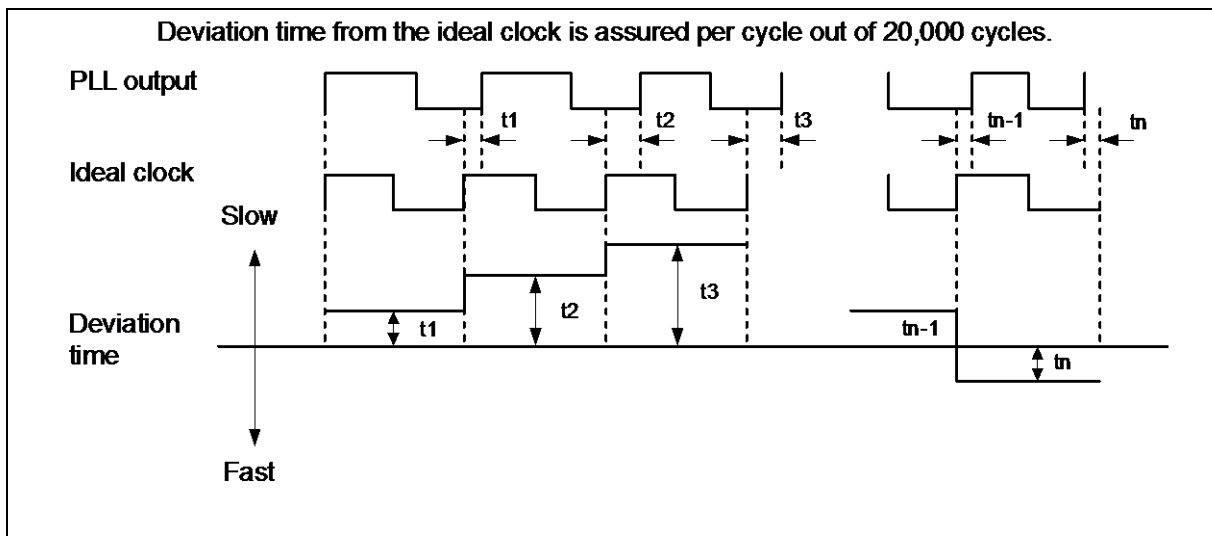 Deviation time from the ideal clock is assured per cycle out of 20,000 cycles.
PLL output
t1
t2
t3
tn-1
tn
Ideal clock
Slow
Deviation
time
t1
t2
t3
tn-1
tn
Fast